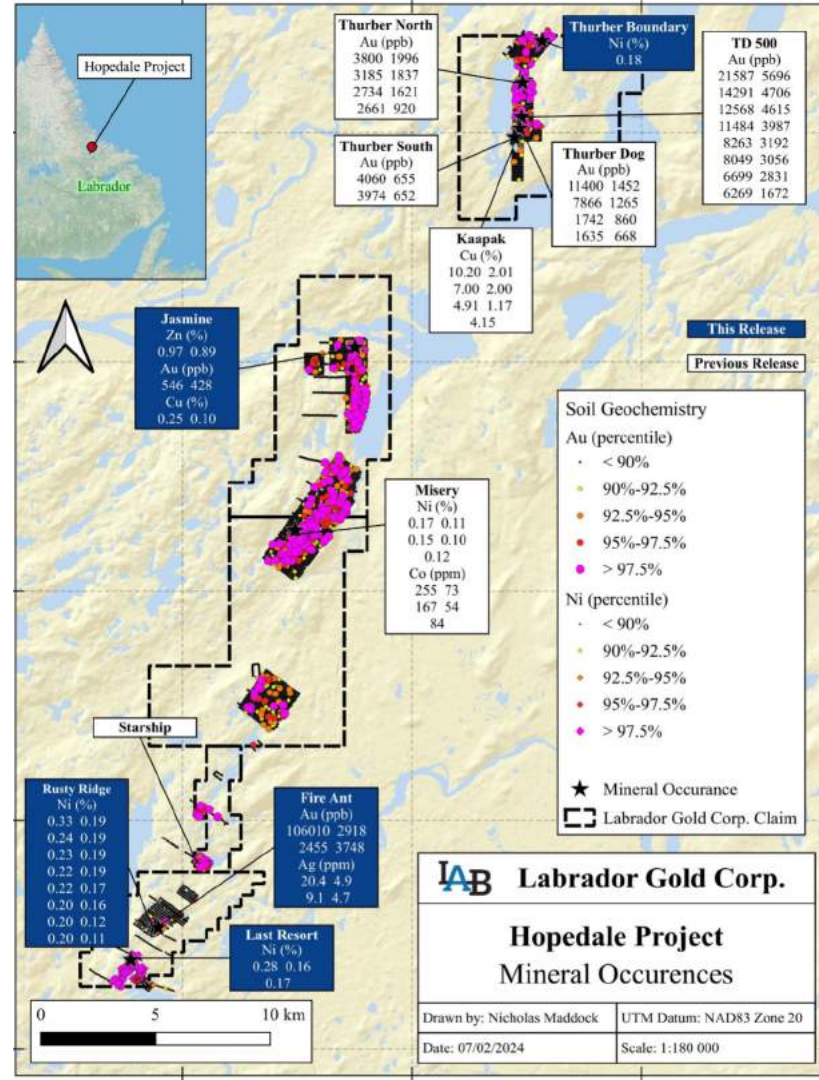 Hopedale Project
Labrador
Thurber North
Au (ppb)
3800 1996
3185 1837
2734 1621
2661 920
Thurber Boundary
Ni (%)
0.18
TD 500
Au (ppb)
21587 5696
14291 4706
12568 4615
11484 3987
8263 3192
8049 3056
6699 2831
6269 1672
Thurber South
Au (ppb)
4060 655
3974 652
Thurber Dog
Au (ppb)
11400 1452
7866 1265
1742 860
1635 668
Kaapak
Cu (%)
10.20 2.01
7.00 2.00
4.91 1.17
4.15
Jasmine
Zn (%)
0.97 0.89
Au (ppb)
546 428
Cu (%)
0.25 0.10
This Release
Previous Release
Soil Geochemistry
Au (percentile)
< 90%
90%-92.5%
92.5%-95%
95%-97.5%
> 97.5%
Ni (percentile)
< 90%
90%-92.5%
92.5%-95%
95%-97.5%
> 97.5%
Mineral Occurance
Labrador Gold Corp. Claim
Misery
Ni (%)
0.17 0.11
0.15 0.10
0.12
Co (ppm)
255 73
167 54
84
Starship
Rusty Ridge
Ni (%)
0.33 0.19
0.24 0.19
0.23 0.19
0.22 0.19
0.22 0.17
0.20 0.16
0.20 0.12
0.20 0.11
Fire Ant
Au (ppb)
106010 2918
2455 3748
Ag (ppm)
20.4 4.9
9.1 4.7
Last Resort
Ni (%)
0.28 0.16
0.17
0 5 10 km
LAB Labrador Gold Corp.
Hopedale Project
Mineral Occurences
Drawn by: Nicholas Maddock
UTM Datum: NAD83 Zone 20
Date: 07/02/2024
Scale: 1:180 000